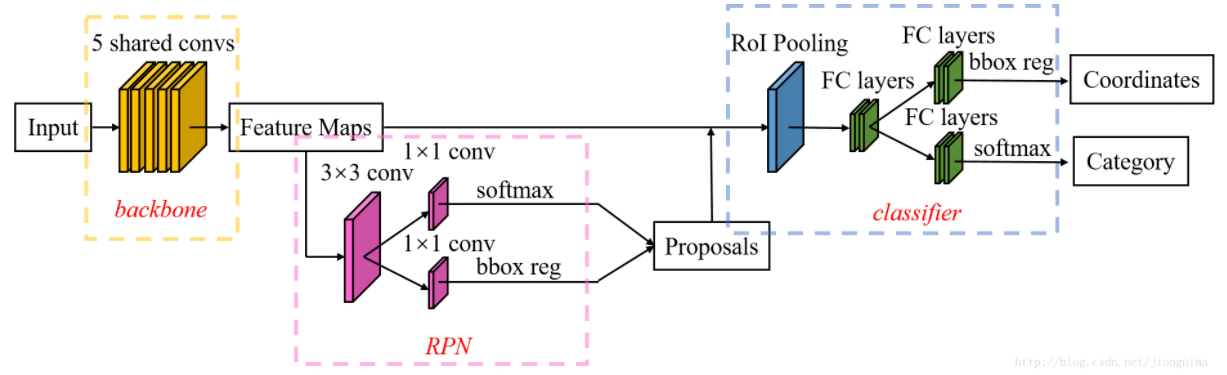 5 shared convs
Input
Feature Maps
backbone
3×3 conv
1×1 conv
softmax
1×1 conv
bbox reg
RPN
Proposals
RoI Pooling
FC layers
FC layers
bbox reg
FC layers
softmax
classifier
Coordinates
Category
http://blog.csdn.net/jiongnima